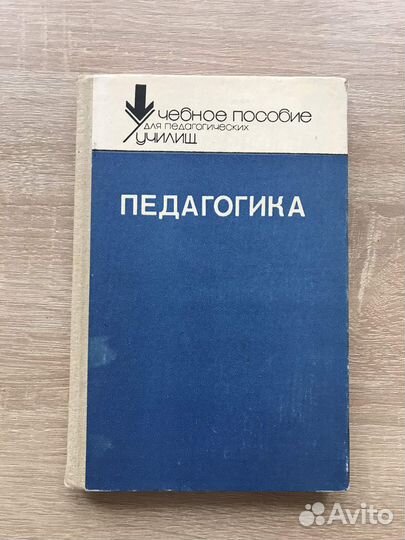 Учебное пособие
для педагогических
училищ
ПЕДАГОГИКА
Avito